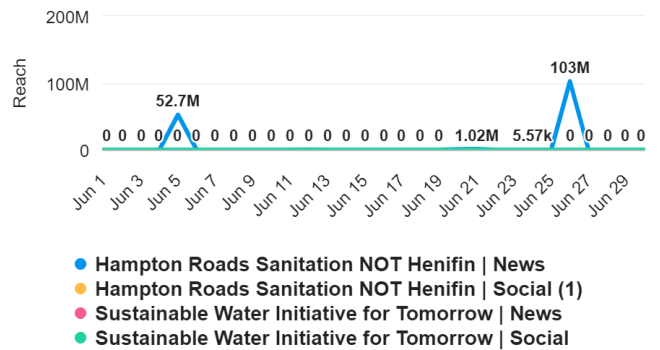 200M
Reach
103M
100M
52.7M
0 0 0 0 0 0 0 0 0 0 0 0 0 0 0 0 0 0 0 1.02M 5.57k 0 0 0 0 0
0
Jun 1 Jun 3 Jun 5 Jun 7 Jun 9 Jun 11 Jun 13 Jun 15 Jun 17 Jun 19 Jun 21 Jun 23 Jun 25 Jun 27 Jun 29
Hampton Roads Sanitation NOT Henifin | News
Hampton Roads Sanitation NOT Henifin | Social (1)
Sustainable Water Initiative for Tomorrow | News
Sustainable Water Initiative for Tomorrow | Social